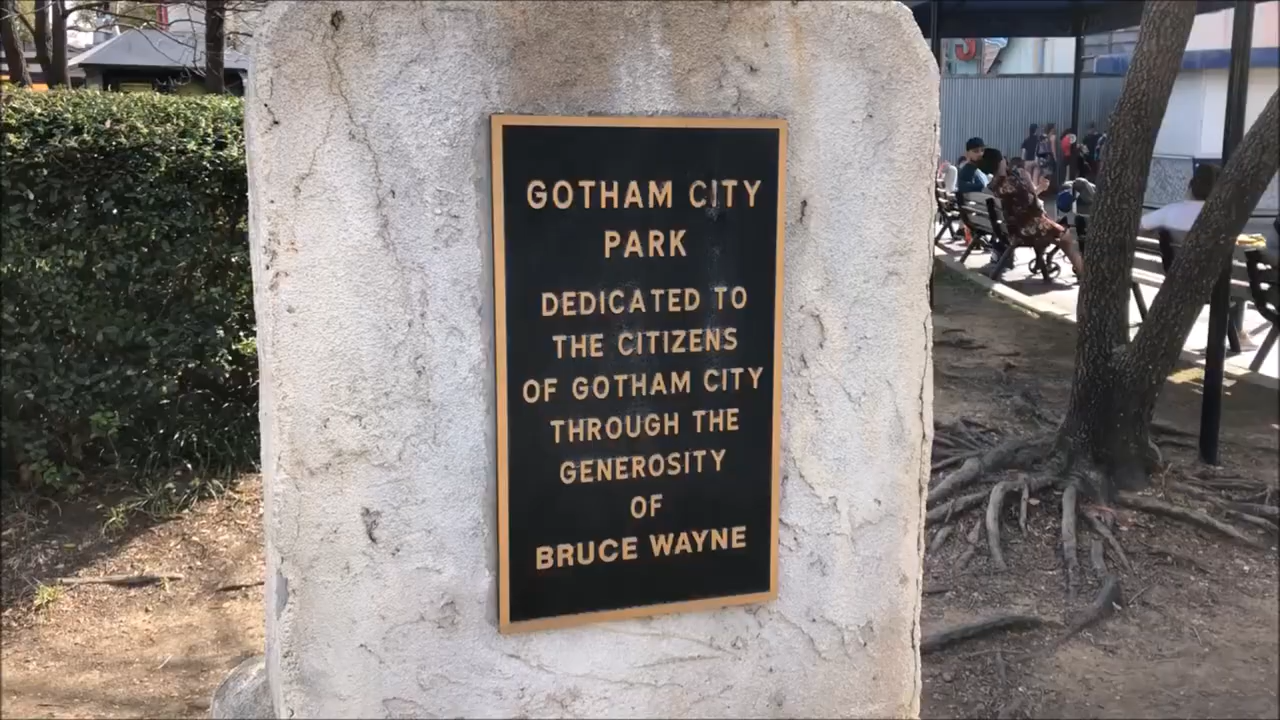 GOTHAM CITY
PARK
DEDICATED TO
THE CITIZENS
OF GOTHAM CITY
THROUGH THE
GENEROSITY
OF
BRUCE WAYNE